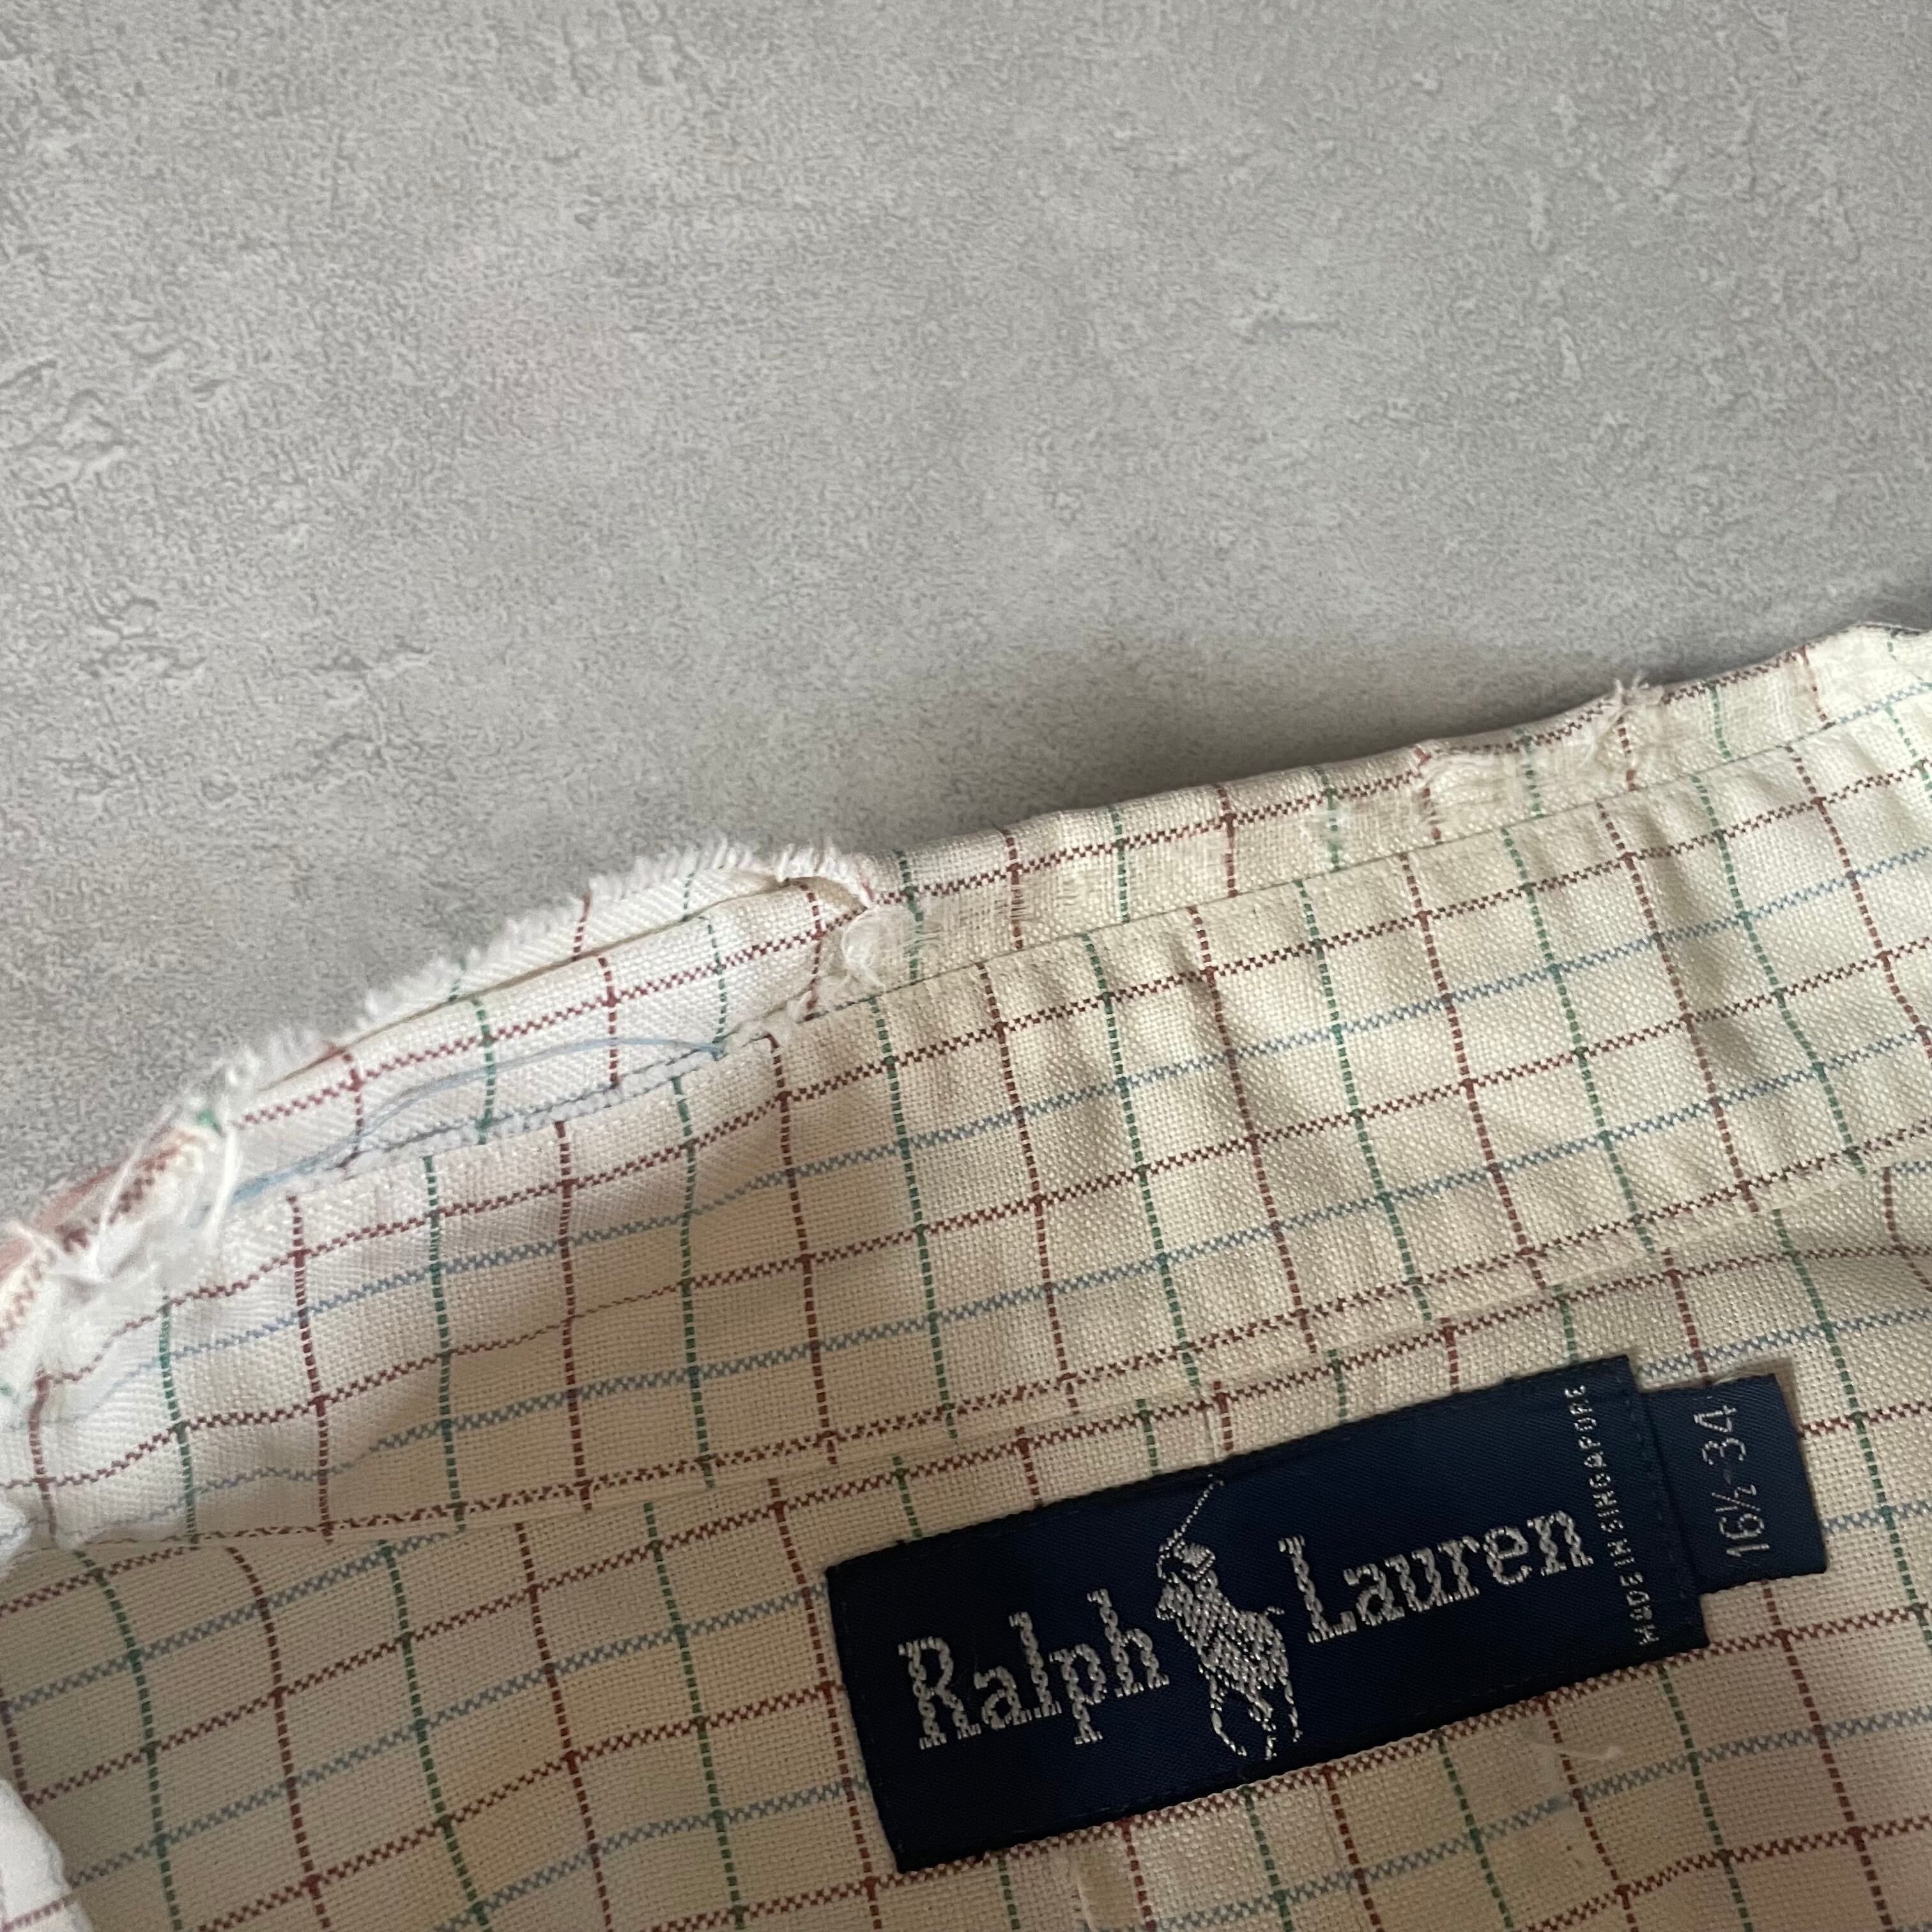 Ralph Lauren
MADE IN SINGAPORE
16½-34